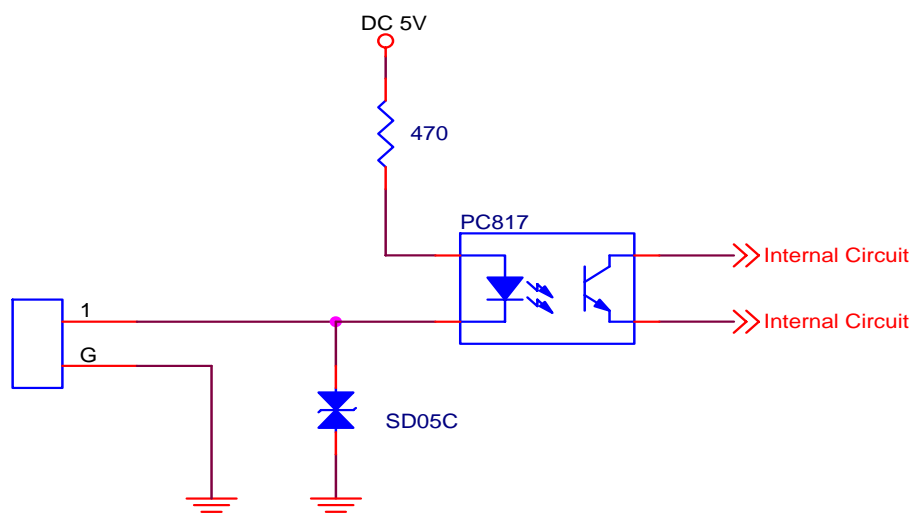 DC 5V
470
PC817
Internal Circuit
1
Internal Circuit
G
SD05C